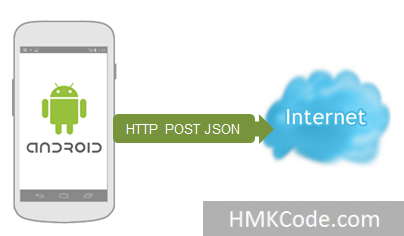 ANDROID
HTTP POST JSON
Internet
HMKCode.com